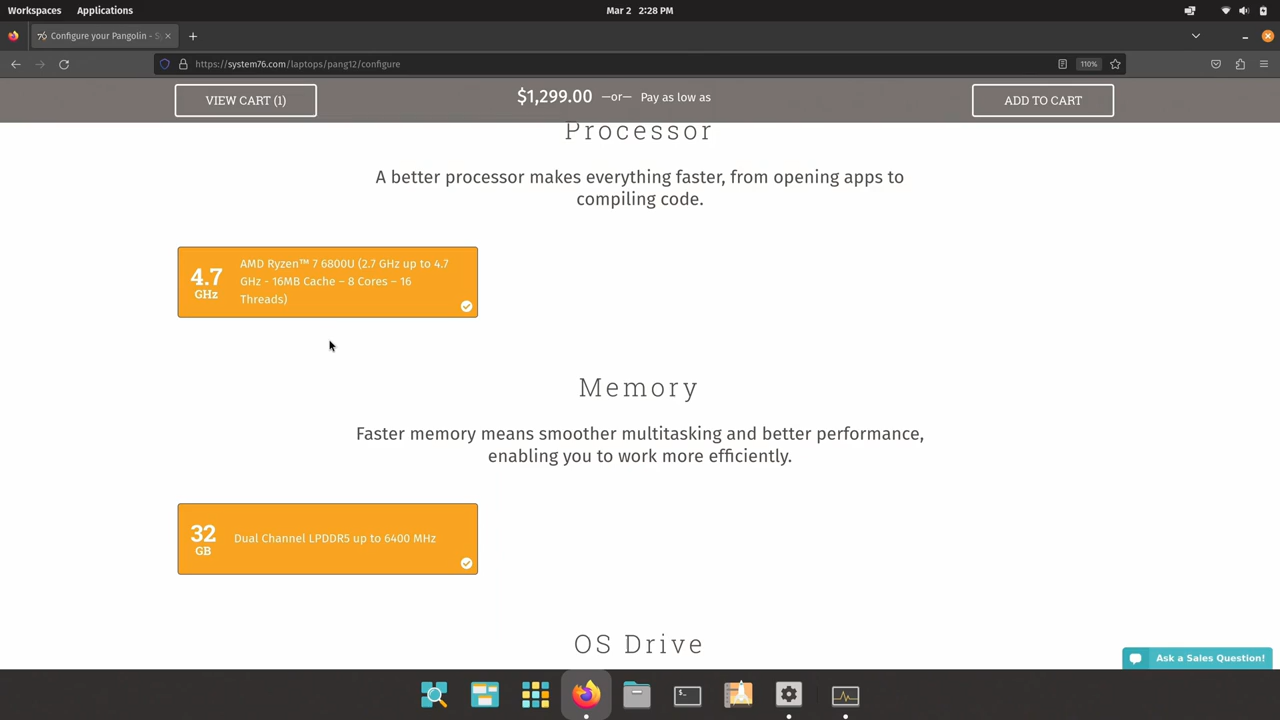 Workspaces Applications Mar 2 2:28 PM
Configure your Pangolin - Sy
https://system76.com/laptops/pang12/configure 110%
VIEW CART (1) $1,299.00 —or— Pay as low as ADD TO CART
Processor
A better processor makes everything faster, from opening apps to
compiling code.
4.7
GHz
AMD Ryzen™ 7 6800U (2.7 GHz up to 4.7
GHz - 16MB Cache – 8 Cores – 16
Threads)
Memory
Faster memory means smoother multitasking and better performance,
enabling you to work more efficiently.
32
GB
Dual Channel LPDDR5 up to 6400 MHz
OS Drive
Ask a Sales Question!